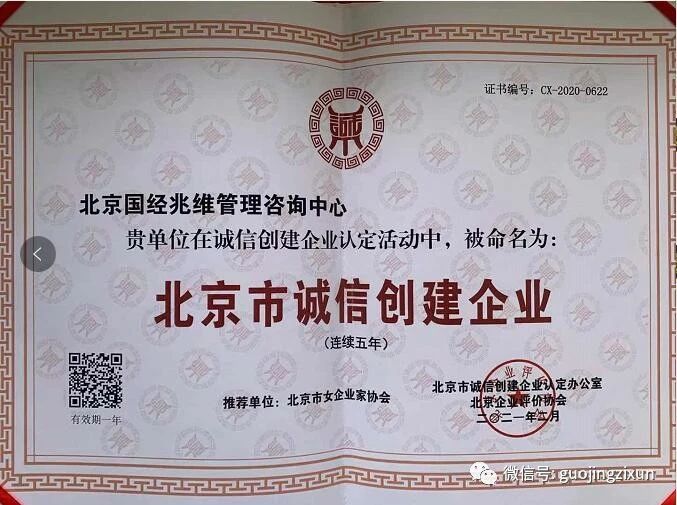 证书编号：CX-2020-0622
诚
北京国经兆维管理咨询中心
贵单位在诚信创建企业认定活动中，被命名为：
北京市诚信创建企业
（连续五年）
有效期一年
推荐单位：北京市女企业家协会
北京市诚信创建企业认定办公室
北京企业评价协会
二〇二一年二月
微信号: guojingzixun